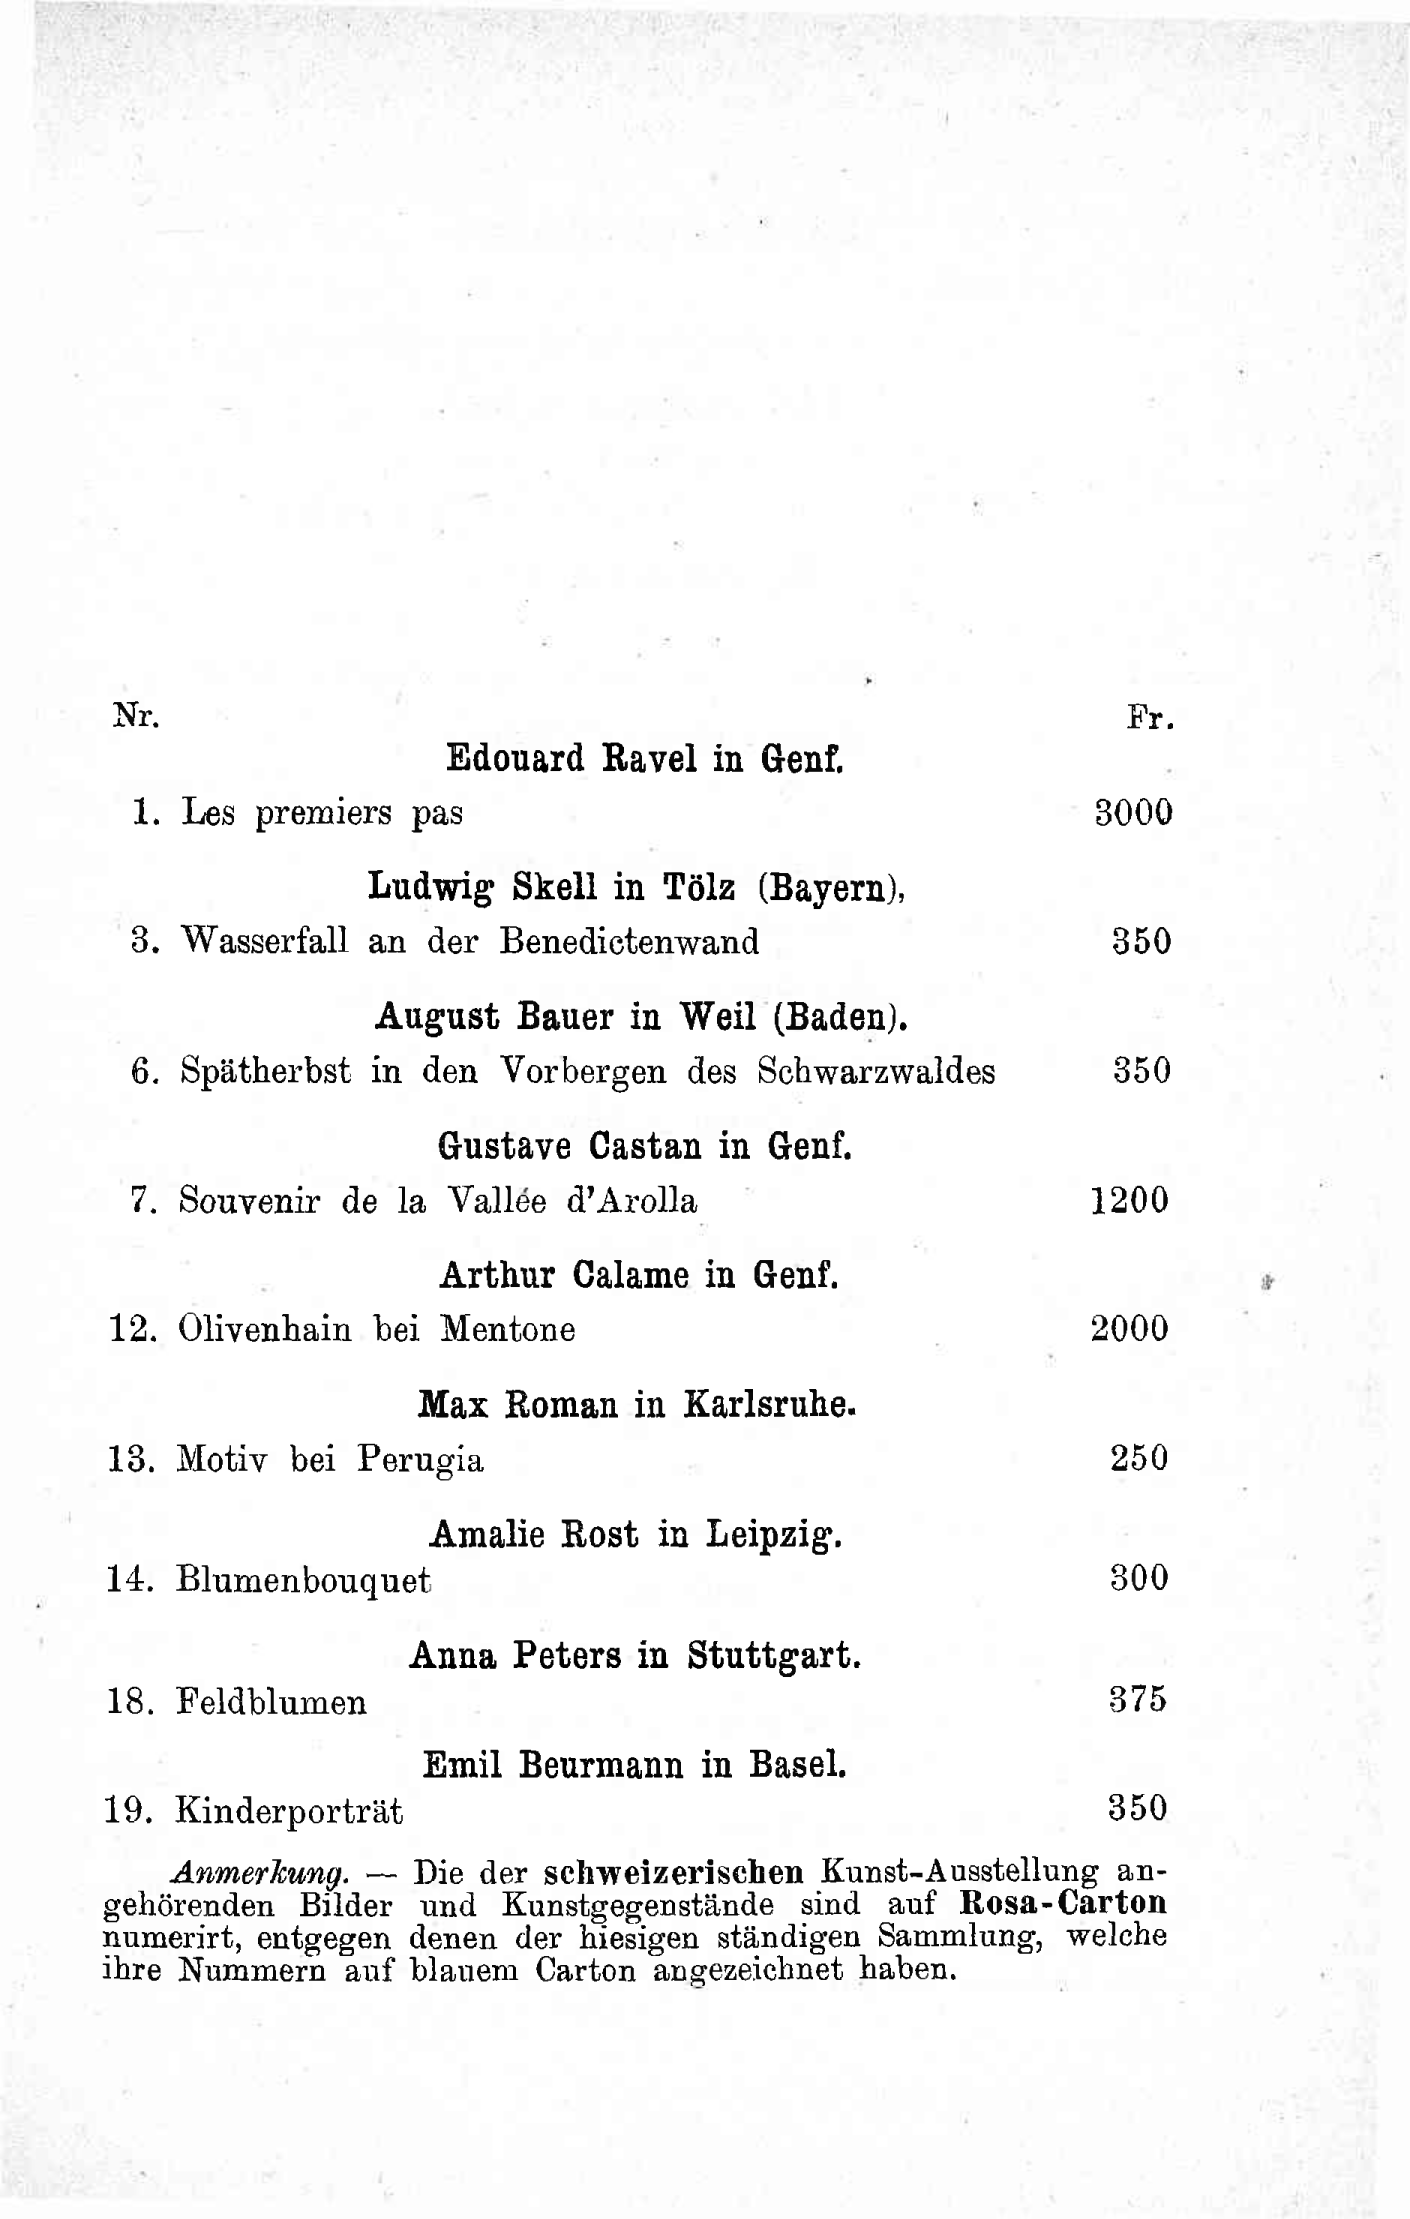 Nr. Fr.
Edouard Ravel in Genf.
1. Les premiers pas 3000
Ludwig Skell in Tölz (Bayern),
3. Wasserfall an der Benedictenwand 350
August Bauer in Weil (Baden).
6. Spätherbst in den Vorbergen des Schwarzwaldes 350
Gustave Castan in Genf.
7. Souvenir de la Vallée d'Arolla 1200
Arthur Calame in Genf.
12. Olivenhain bei Mentone 2000
Max Roman in Karlsruhe.
13. Motiv bei Perugia 250
Amalie Rost in Leipzig.
14. Blumenbouquet 300
Anna Peters in Stuttgart.
18. Feldblumen 375
Emil Beurmann in Basel.
19. Kinderporträt 350
Anmerkung. — Die der schweizerischen Kunst-Ausstellung an-
gehörenden Bilder und Kunstgegenstände sind auf Rosa-Carton
numerirt, entgegen denen der hiesigen ständigen Sammlung, welche
ihre Nummern auf blauem Carton angezeichnet haben.